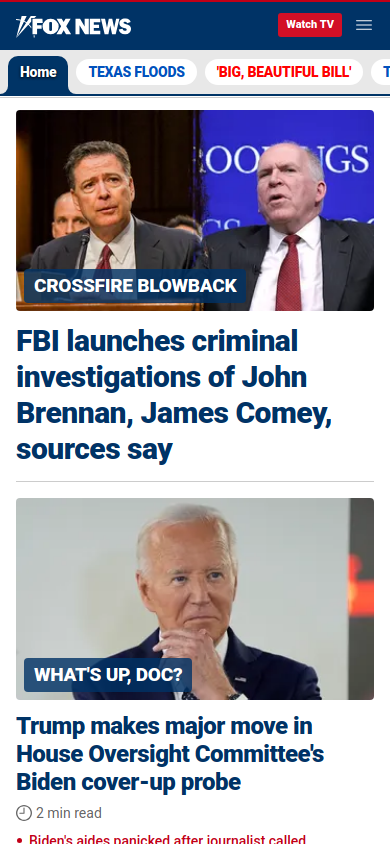 FOX NEWS
Watch TV
Home
TEXAS FLOODS
'BIG, BEAUTIFUL BILL'
T
OOKINGS
CROSSFIRE BLOWBACK
FBI launches criminal
investigations of John
Brennan, James Comey,
sources say
WHAT'S UP, DOC?
Trump makes major move in
House Oversight Committee's
Biden cover-up probe
2 min read
• Biden's aides panicked after journalist called